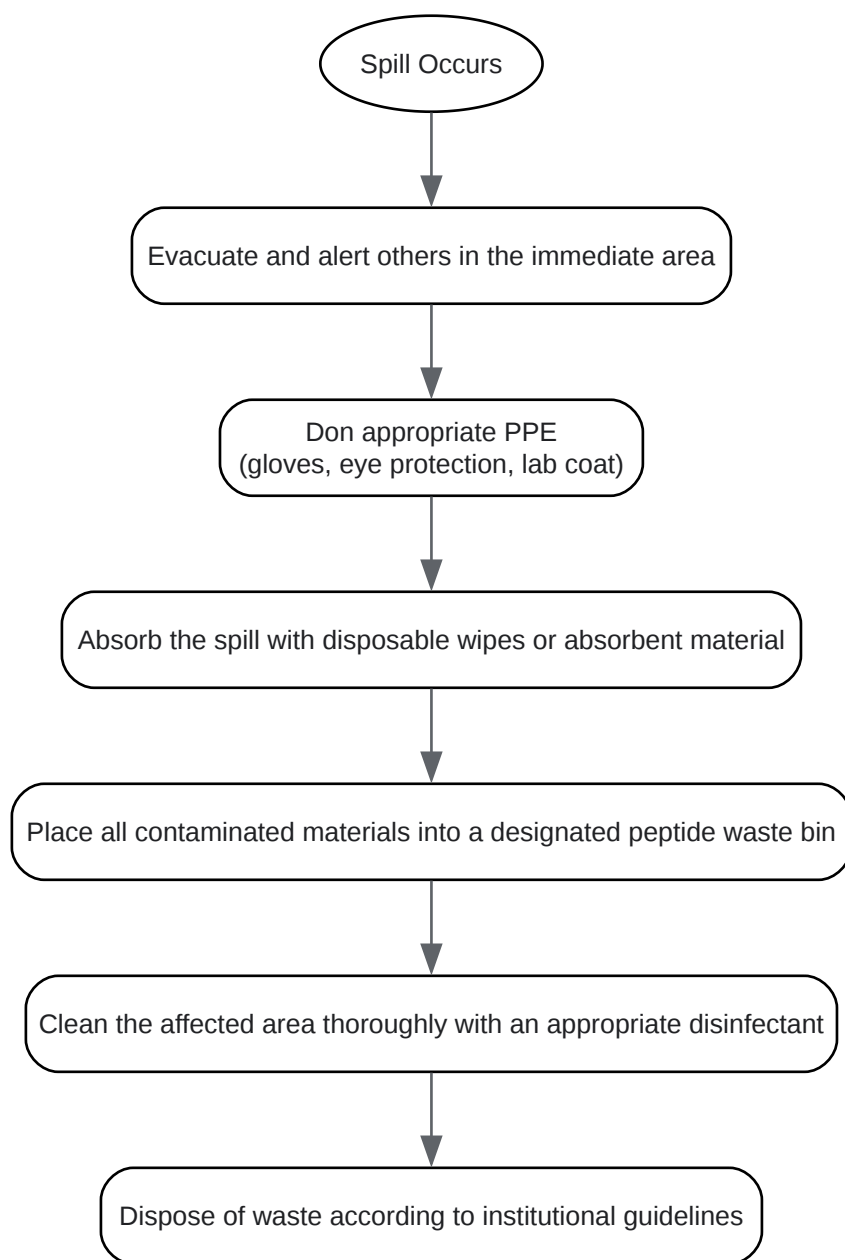 Spill Occurs
Evacuate and alert others in the immediate area
Don appropriate PPE
(gloves, eye protection, lab coat)
Absorb the spill with disposable wipes or absorbent material
Place all contaminated materials into a designated peptide waste bin
Clean the affected area thoroughly with an appropriate disinfectant
Dispose of waste according to institutional guidelines